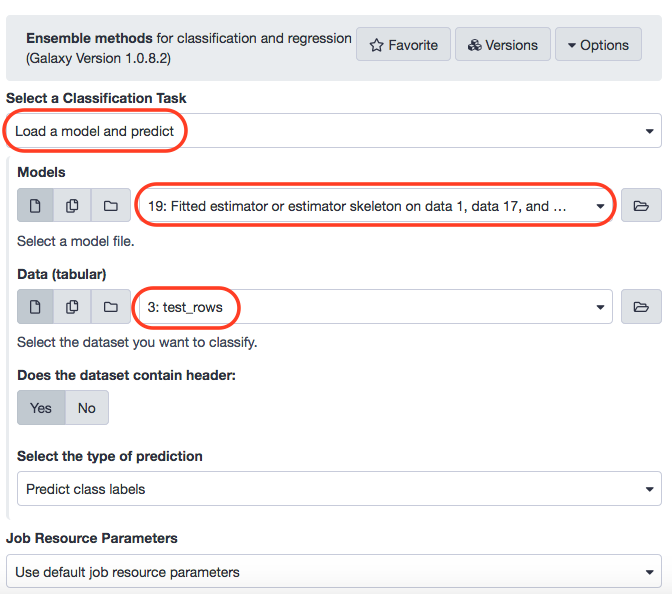 Ensemble methods for classification and regression
(Galaxy Version 1.0.8.2)
Favorite
Versions
Options
Select a Classification Task
Load a model and predict
Models
19: Fitted estimator or estimator skeleton on data 1, data 17, and ...
Select a model file.
Data (tabular)
3: test_rows
Select the dataset you want to classify.
Does the dataset contain header:
Yes No
Select the type of prediction
Predict class labels
Job Resource Parameters
Use default job resource parameters